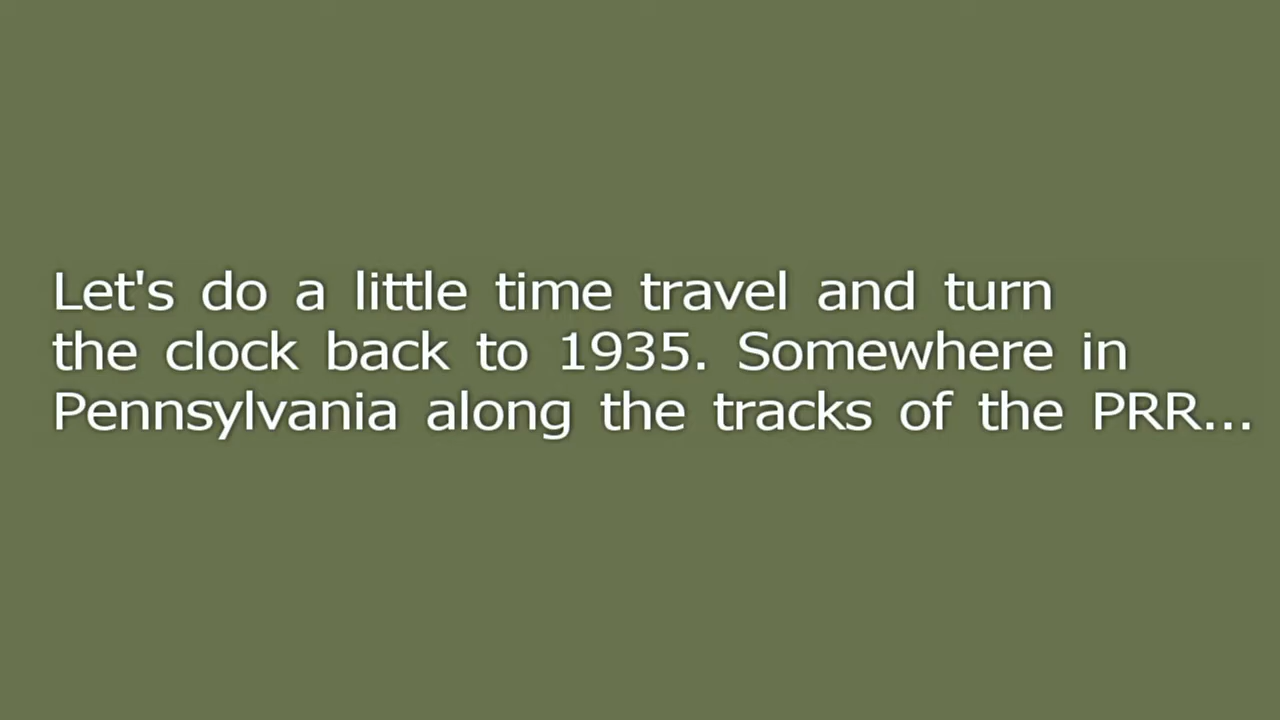 Let's do a little time travel and turn
the clock back to 1935. Somewhere in
Pennsylvania along the tracks of the PRR...